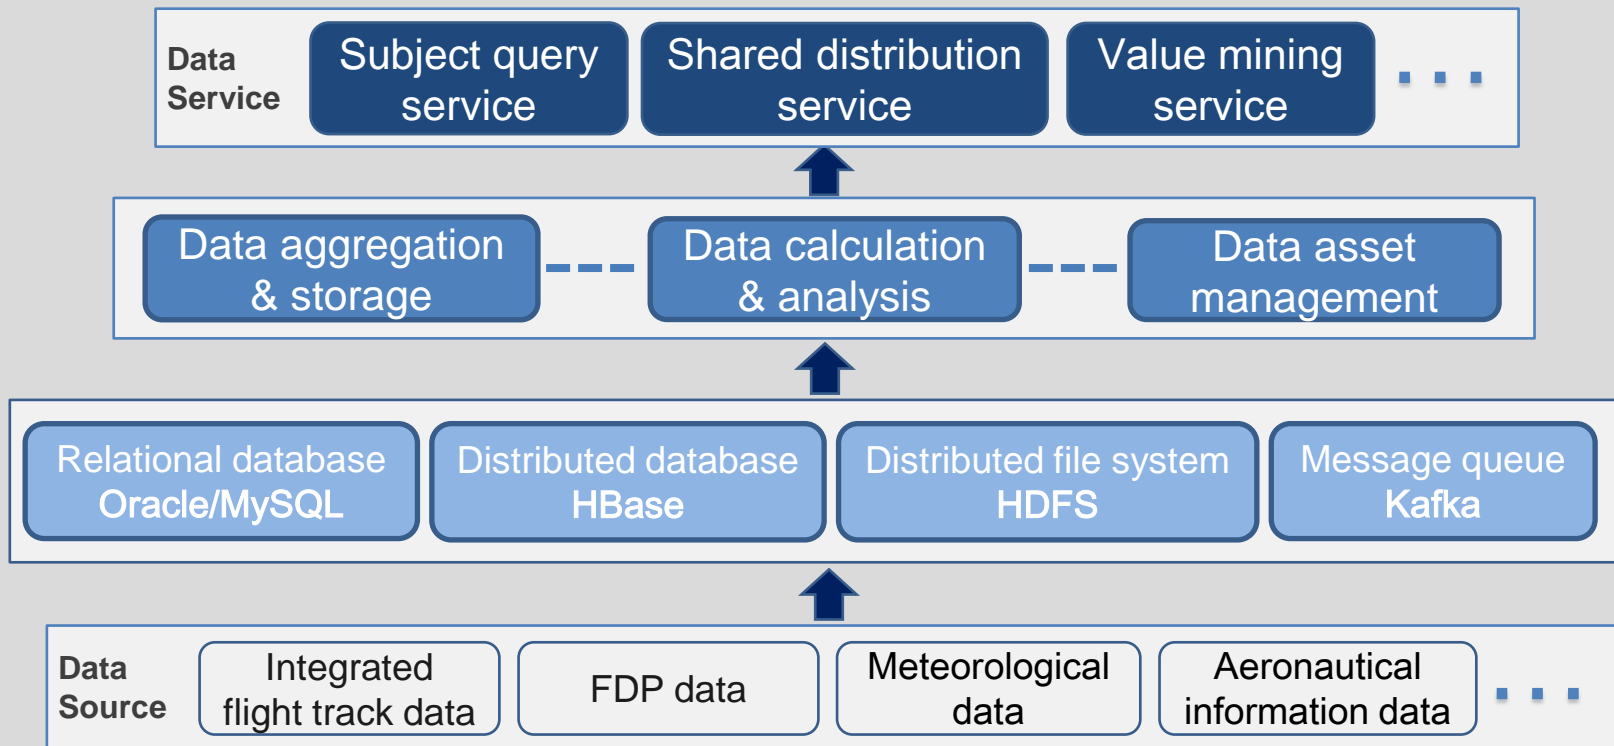 Data
Service
Subject query
service
Shared distribution
service
Value mining
service
Data aggregation
& storage
Data calculation
& analysis
Data asset
management
Relational database
Oracle/MySQL
Distributed database
HBase
Distributed file system
HDFS
Message queue
Kafka
Data
Source
Integrated
flight track data
FDP data
Meteorological
data
Aeronautical
information data